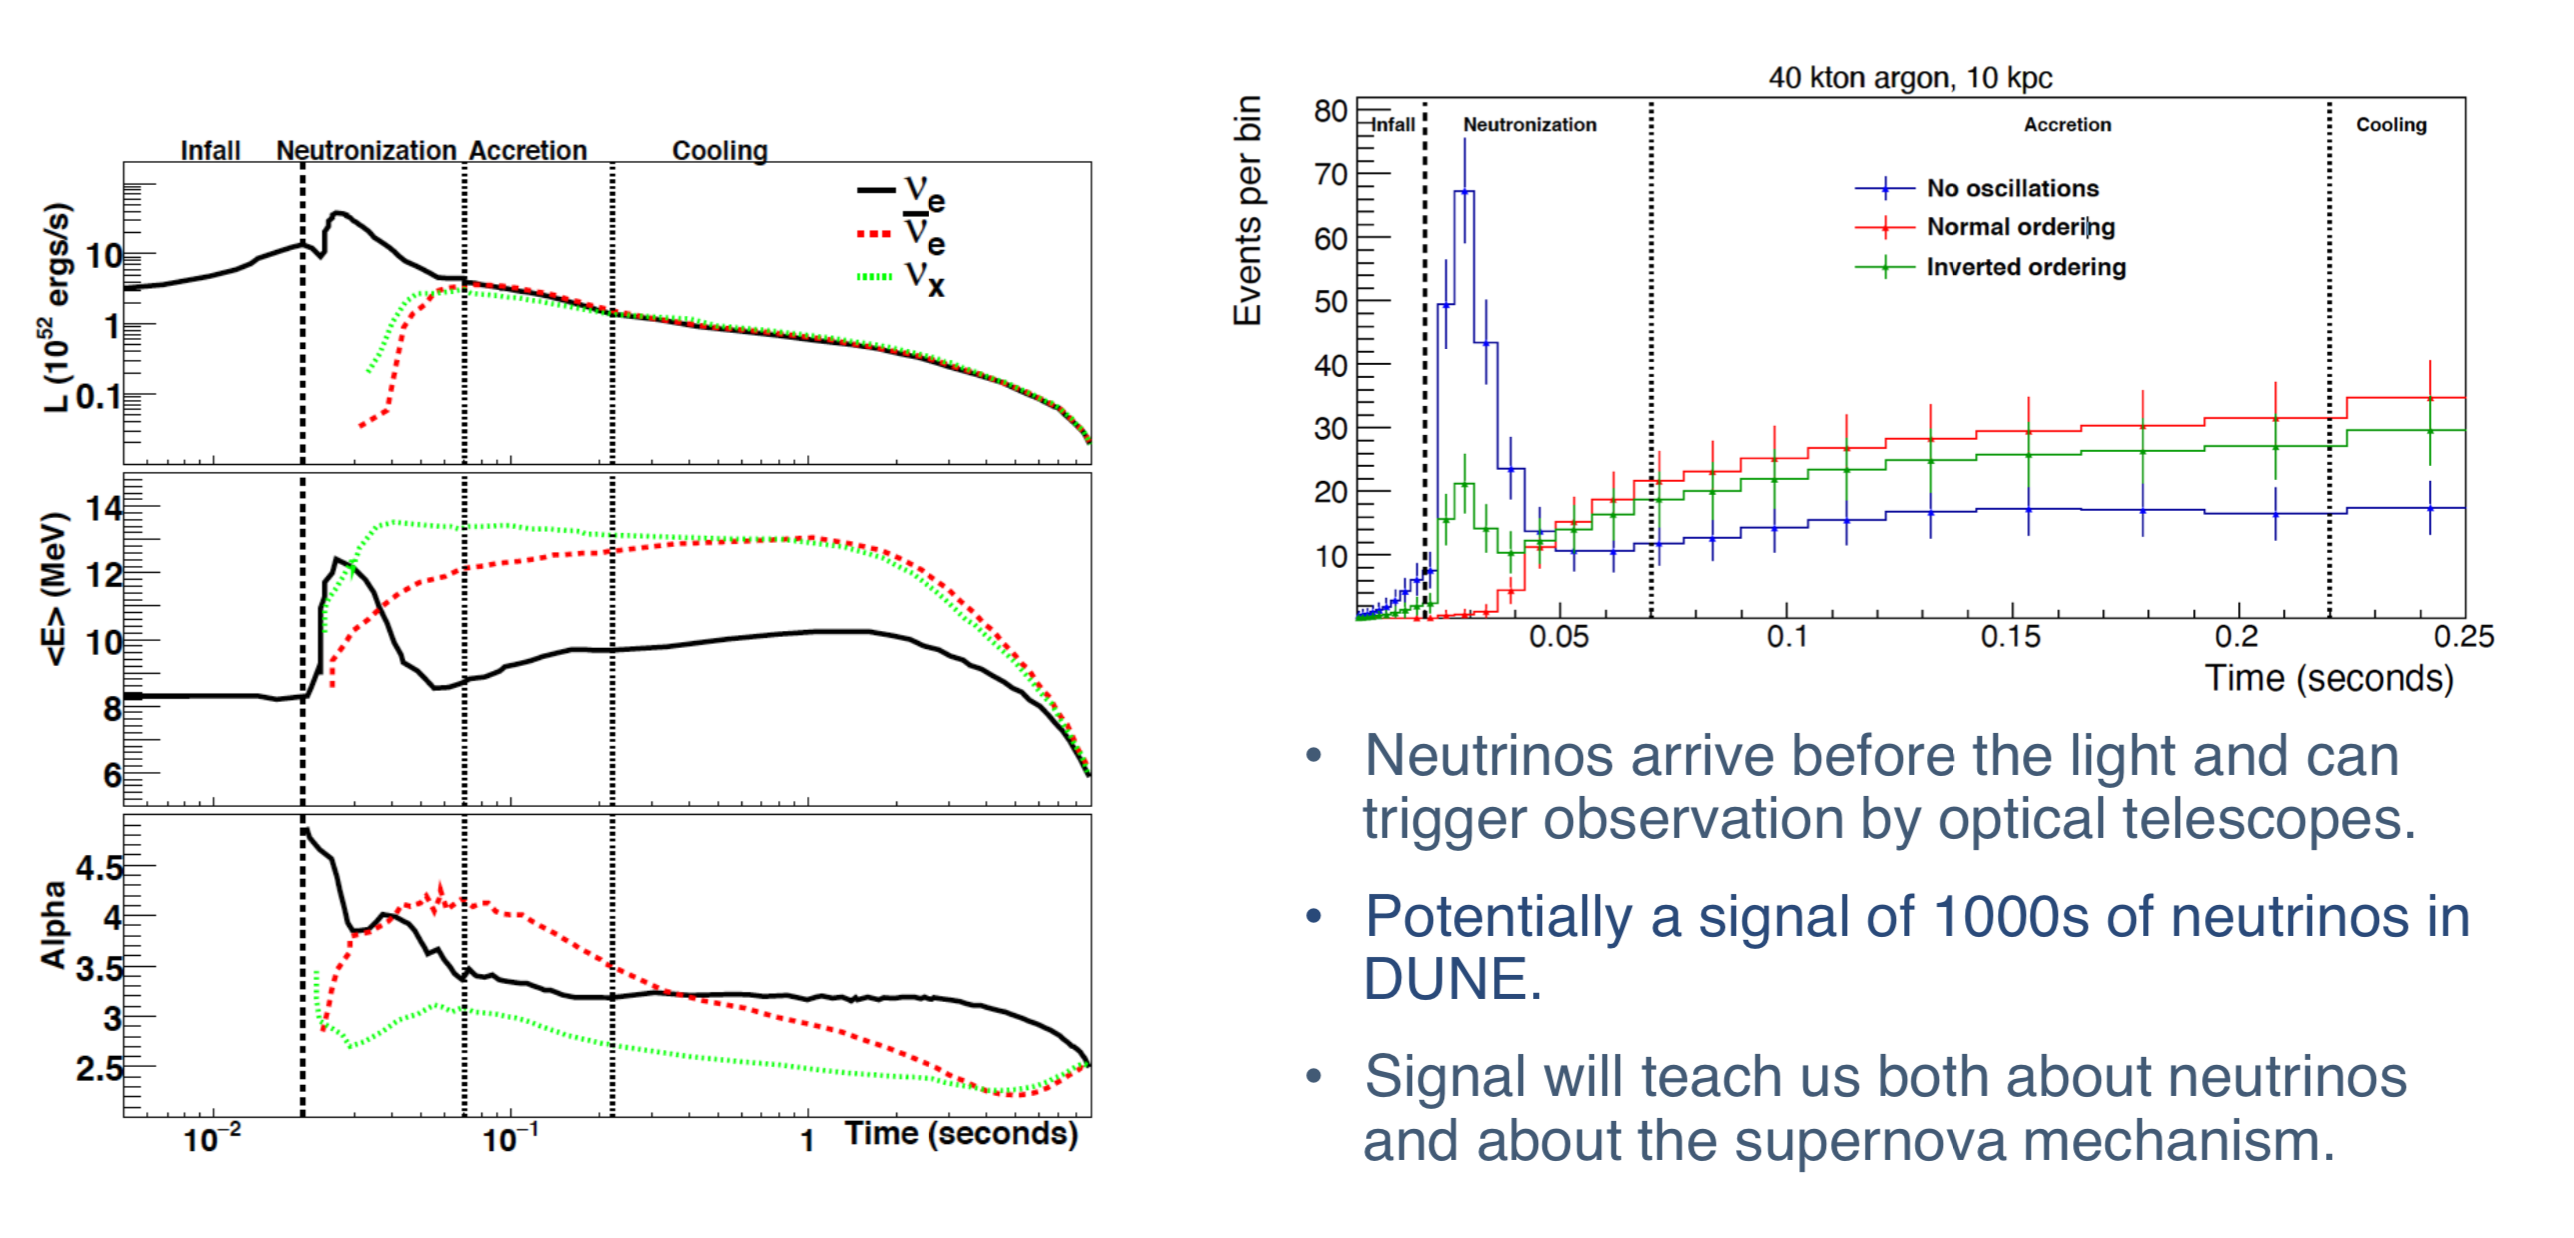 Infall Neutronization Accretion Cooling
L (10⁵² ergs/s)
10
1
0.1
νe
ν̅e
νx
<E> (MeV)
14
12
10
8
6
Alpha
4.5
4
3.5
3
2.5
10⁻² 10⁻¹ 1 Time (seconds)
40 kton argon, 10 kpc
Events per bin
80
70
60
50
40
30
20
10
Infall Neutronization Accretion Cooling
No oscillations
Normal ordering
Inverted ordering
0.05 0.1 0.15 0.2 0.25
Time (seconds)
• Neutrinos arrive before the light and can
trigger observation by optical telescopes.
• Potentially a signal of 1000s of neutrinos in
DUNE.
• Signal will teach us both about neutrinos
and about the supernova mechanism.